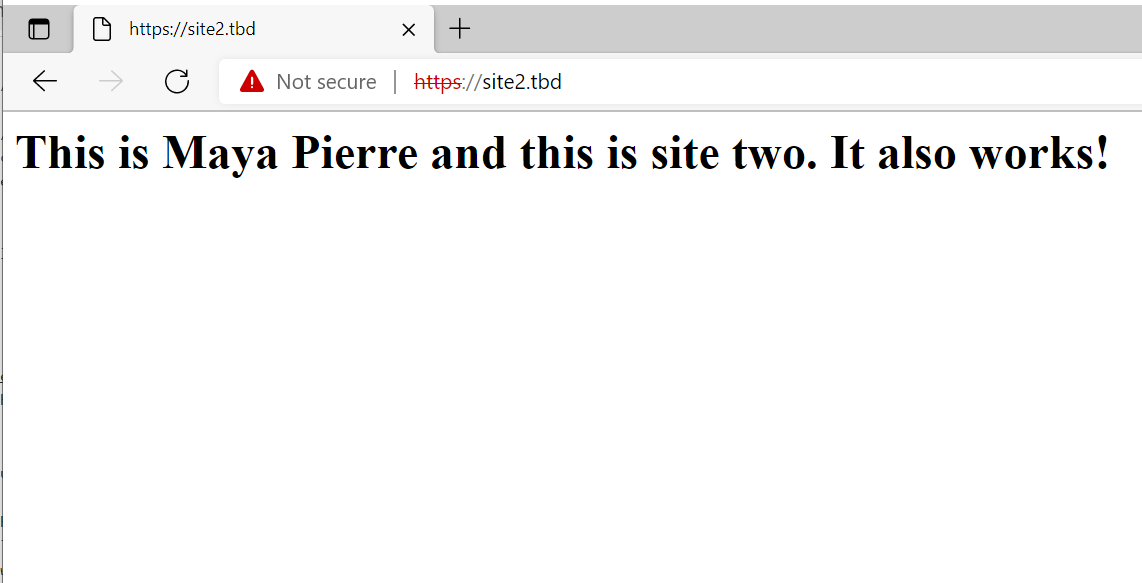 https://site2.tbd
Not secure | https://site2.tbd
This is Maya Pierre and this is site two. It also works!